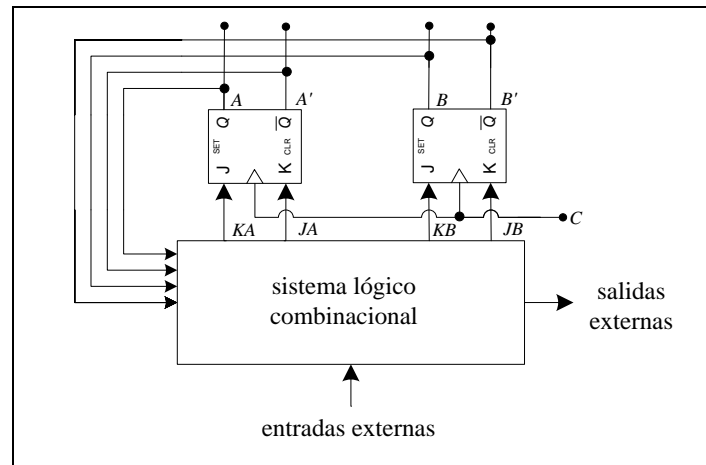 A A' B B'
Q Q Q Q
SET CLR SET CLR
J K J K
C
KA JA KB JB
sistema lógico
combinacional
salidas
externas
entradas externas